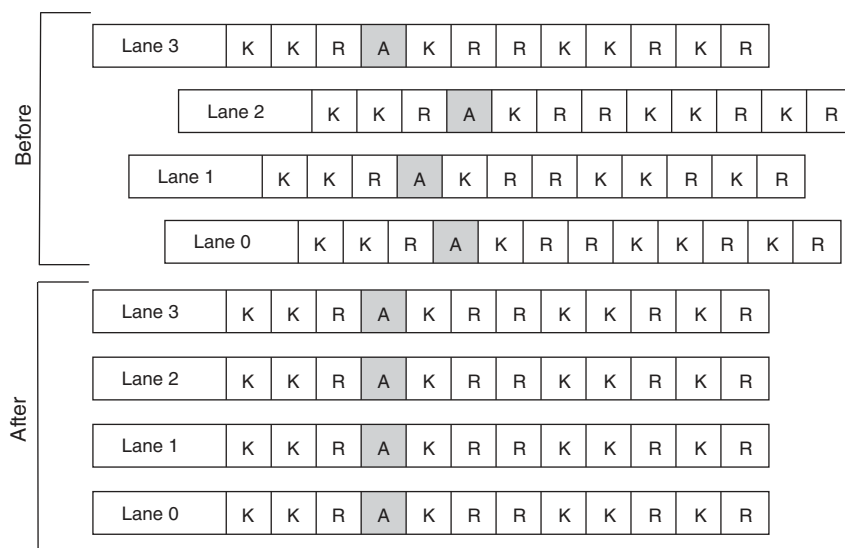 Before
Lane 3 K K R A K R R K K R K R
Lane 2 K K R A K R R K K R K R
Lane 1 K K R A K R R K K R K R
Lane 0 K K R A K R R K K R K R
After
Lane 3 K K R A K R R K K R K R
Lane 2 K K R A K R R K K R K R
Lane 1 K K R A K R R K K R K R
Lane 0 K K R A K R R K K R K R